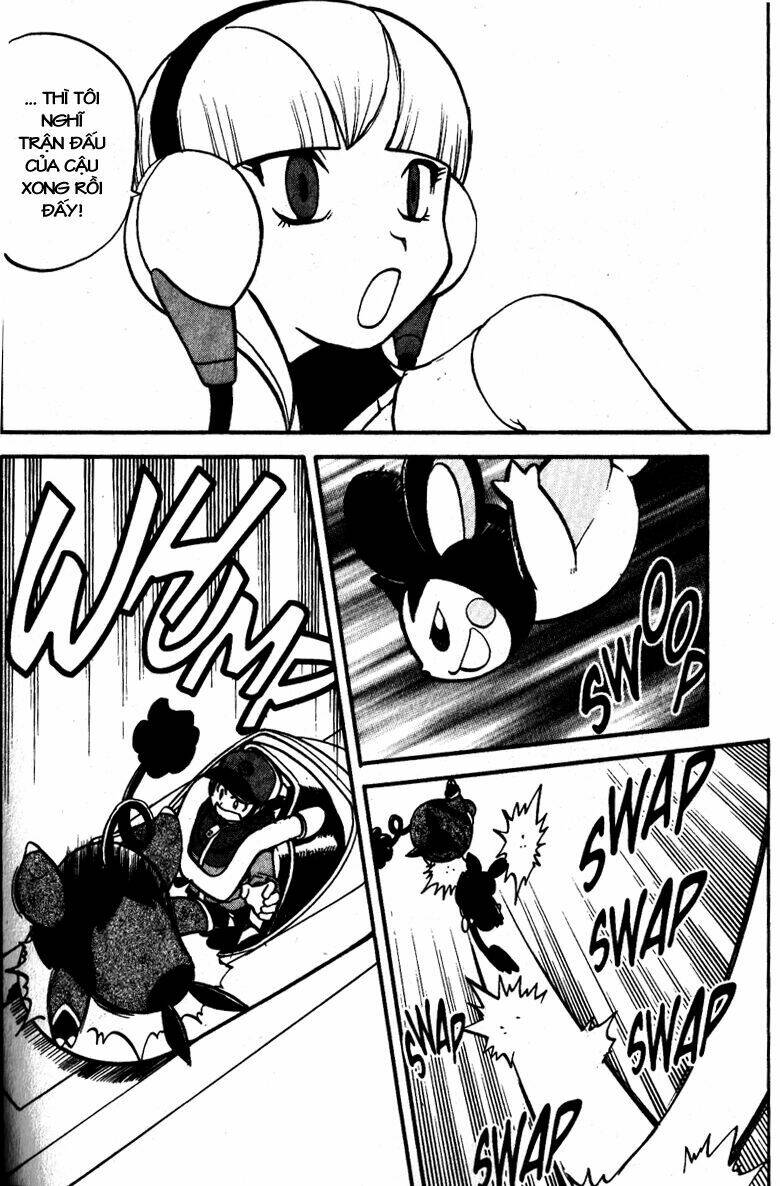 ... THÌ TÔI
NGHĨ
TRẬN ĐẤU
CỦA CẬU
XONG RỒI
ĐẤY!
SWOOP
WHUMP
SWAP
SWAP
SWAP
SWAP
SWAP